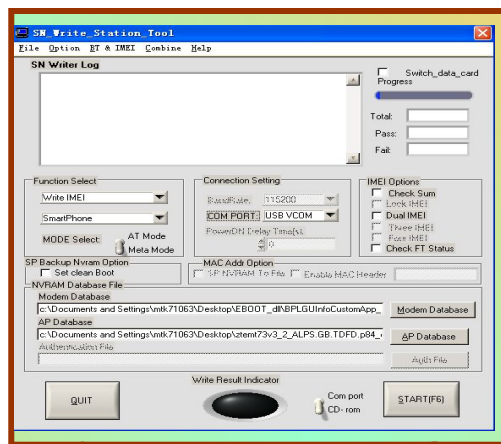 SN_Write_Station_Tool
File Option BT & IMEI Combine Help
SN Writer Log
Switch_data_card
Progress
Total:
Pass:
Fail:
Function Select
Write IMEI
SmartPhone
MODE Select:
AT Mode
Meta Mode
Connection Setting
BaudRate: 115200
COM PORT: USB VCOM
PowerON Delay Time(s):
0
IMEI Options
Check Sum
Lock IMEI
Dual IMEI
Three IMEI
Four IMEI
Check FT Status
SP Backup Nvram Option
Set clean Boot
MAC Addr Option
SP NVRAM To File Enable MAC Header
NVRAM Database File
Modem Database
c:\Documents and Settings\mtk71063\Desktop\EBOOT_dll\BPLGUInfoCustomApp_
Modem Database
AP Database
c:\Documents and Settings\mtk71063\Desktop\ztemt73v3_2_ALPS.GB.TDFD.p84_
AP Database
Authentication File
Auth File
Write Result Indicator
QUIT
Com port
CD- rom
START(F6)